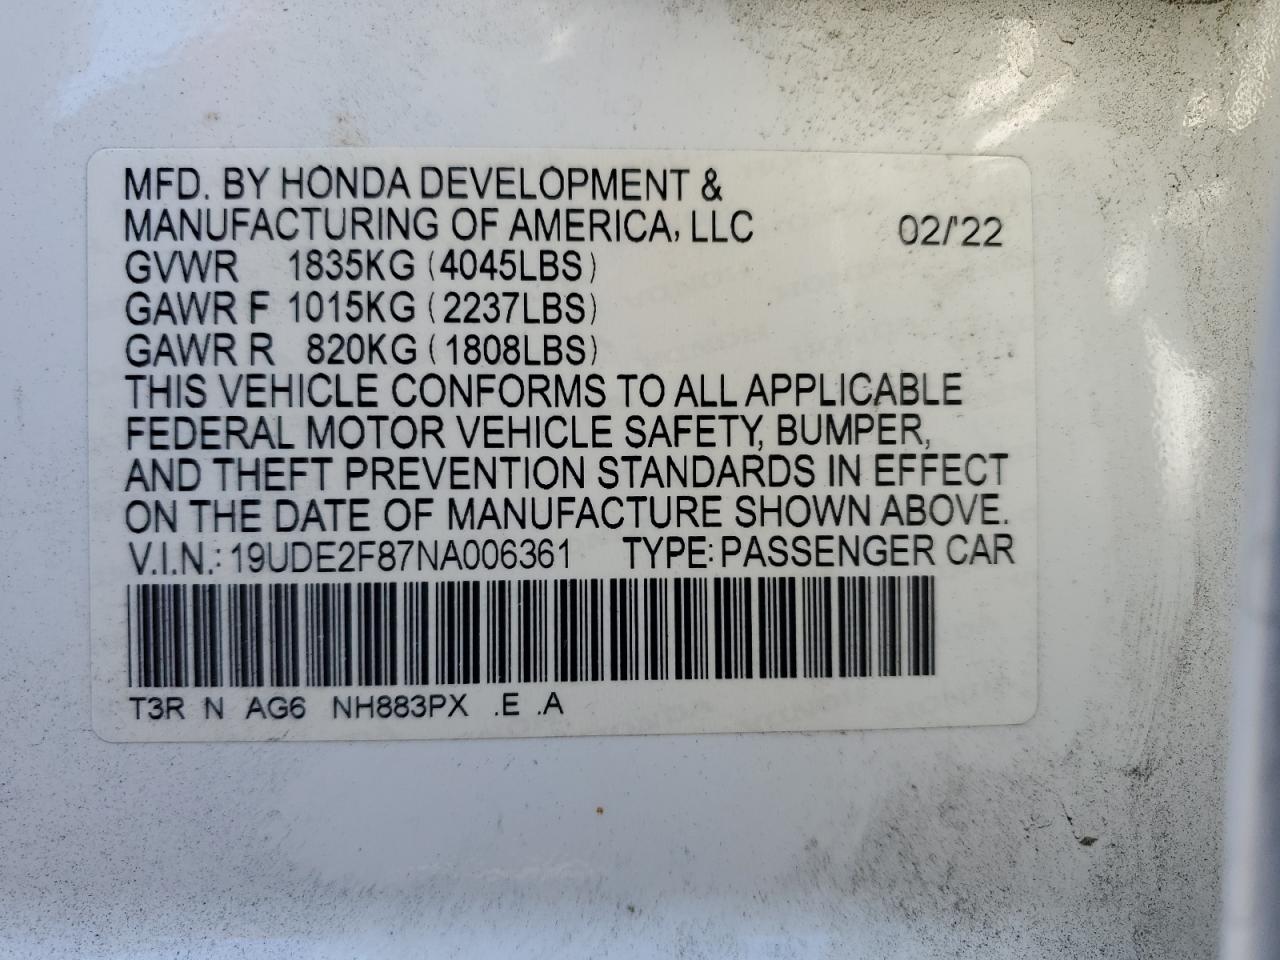 MFD. BY HONDA DEVELOPMENT &
MANUFACTURING OF AMERICA, LLC 02/'22
GVWR 1835KG (4045LBS)
GAWR F 1015KG (2237LBS)
GAWR R 820KG (1808LBS)
THIS VEHICLE CONFORMS TO ALL APPLICABLE
FEDERAL MOTOR VEHICLE SAFETY, BUMPER,
AND THEFT PREVENTION STANDARDS IN EFFECT
ON THE DATE OF MANUFACTURE SHOWN ABOVE.
V.I.N.: 19UDE2F87NA006361 TYPE: PASSENGER CAR
T3R N AG6 NH883PX .E .A